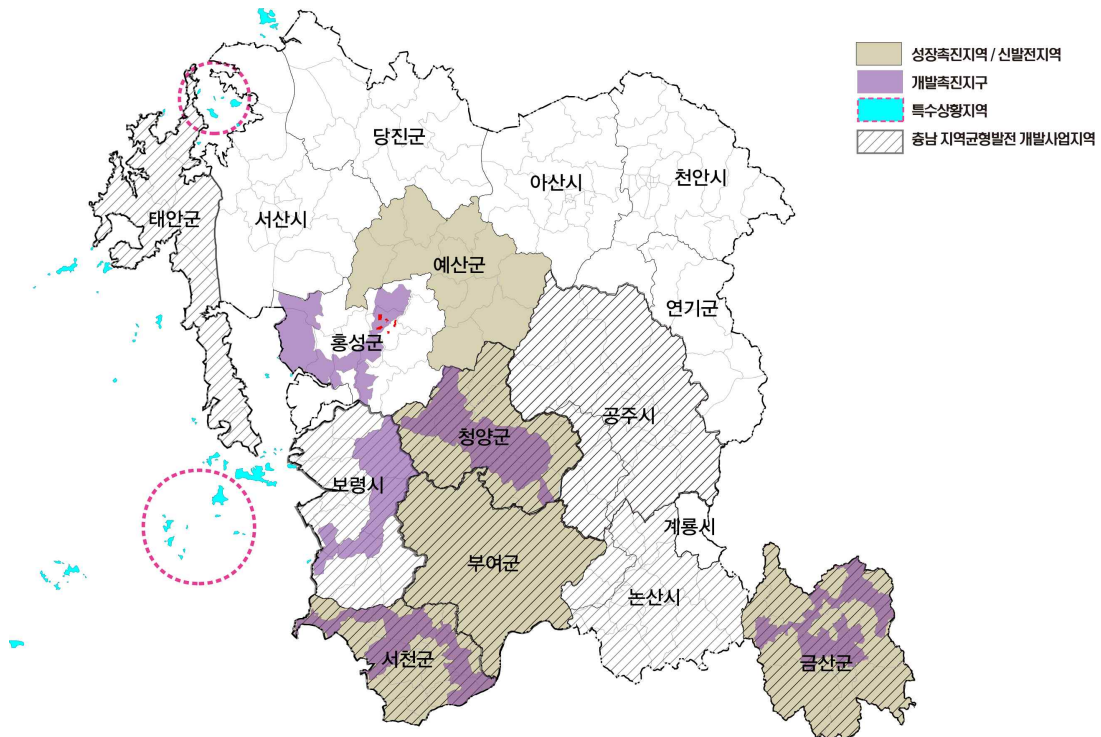 성장촉진지역 / 신발전지역
개발촉진지구
특수상황지역
충남 지역균형발전 개발사업지역
당진군
아산시
천안시
태안군
서산시
예산군
연기군
홍성군
공주시
청양군
보령시
계룡시
부여군
논산시
서천군
금산군